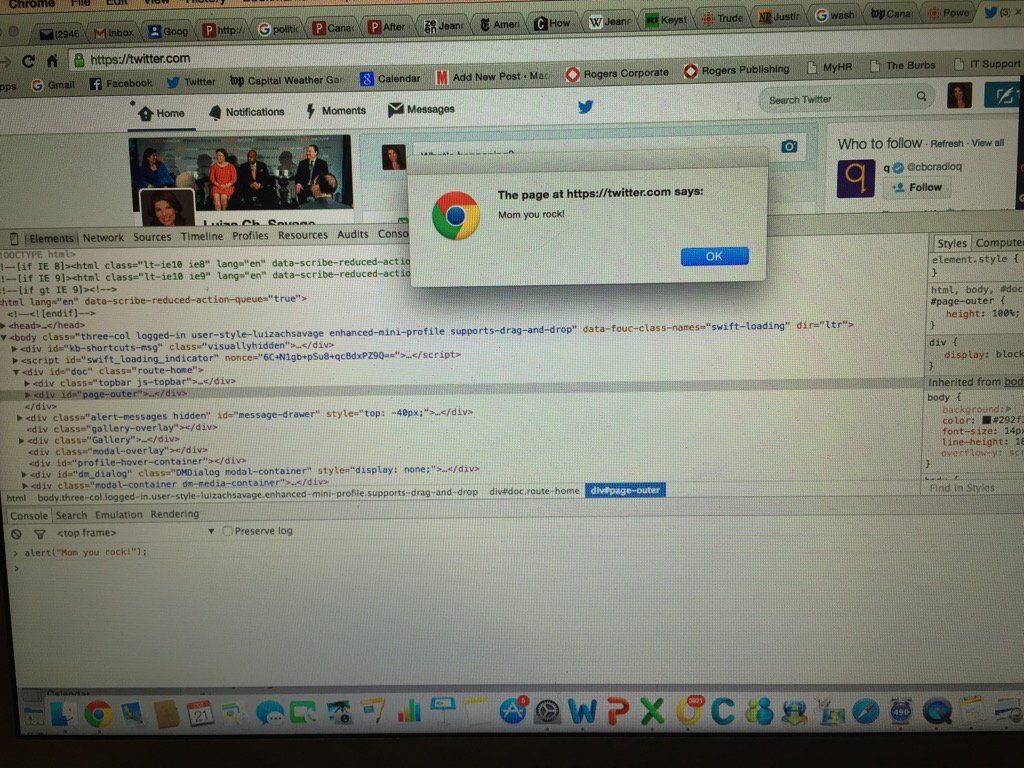 Chrome File Edit View History
(2946 Inbox Goog http:/ politi Cana After Jeann Ameri How Jeanr Keyst Trude Justin wash Cana Powe (3)
https://twitter.com
pps Gmail Facebook Twitter Capital Weather Gan Calendar Add New Post ‹ Mac Rogers Corporate Rogers Publishing MyHR The Burbs IT Support
Home Notifications Moments Messages Search Twitter
Who to follow · Refresh · View all
q @cbcradioq
Follow
What's happening?
Luiza Ch. Savage
The page at https://twitter.com says:
Mom you rock!
OK
Elements Network Sources Timeline Profiles Resources Audits Conso
!DOCTYPE html>
!--[if IE 8]><html class="lt-ie10 ie8" lang="en" data-scribe-reduced-actio
!--[if IE 9]><html class="lt-ie10 ie9" lang="en" data-scribe-reduced-actio
!--[if gt IE 9]><!-->
<html lang="en" data-scribe-reduced-action-queue="true">
<!--<![endif]-->
▶<head>…</head>
▼<body class="three-col logged-in user-style-luizachsavage enhanced-mini-profile supports-drag-and-drop" data-fouc-class-names="swift-loading" dir="ltr">
▶<div id="kb-shortcuts-msg" class="visuallyhidden">…</div>
▶<script id="swift_loading_indicator" nonce="6C+N1gb+pSu8+qcBdxPZ9Q==">…</script>
▼<div id="doc" class="route-home">
▶<div class="topbar js-topbar">…</div>
▶<div id="page-outer">…</div>
</div>
▶<div class="alert-messages hidden" id="message-drawer" style="top: -40px;">…</div>
<div class="gallery-overlay"></div>
▶<div class="Gallery">…</div>
<div class="modal-overlay"></div>
<div id="profile-hover-container"></div>
▶<div id="dm_dialog" class="DMDialog modal-container" style="display: none;">…</div>
▶<div class="modal-container dm-media-container">…</div>
html body.three-col.logged-in.user-style-luizachsavage.enhanced-mini-profile.supports-drag-and-drop div#doc.route-home div#page-outer
Styles Compute
element.style {
}
html, body, #doc
#page-outer {
height: 100%;
}
div {
display: block
}
Inherited from bod
body {
background:▶
color: #292f
font-size: 14px
line-height: 18
overflow-y: scr
}
Find in Styles
Console Search Emulation Rendering
<top frame> ▼ Preserve log
> alert("Mom you rock!");
>
Calendar
OCT
21
490